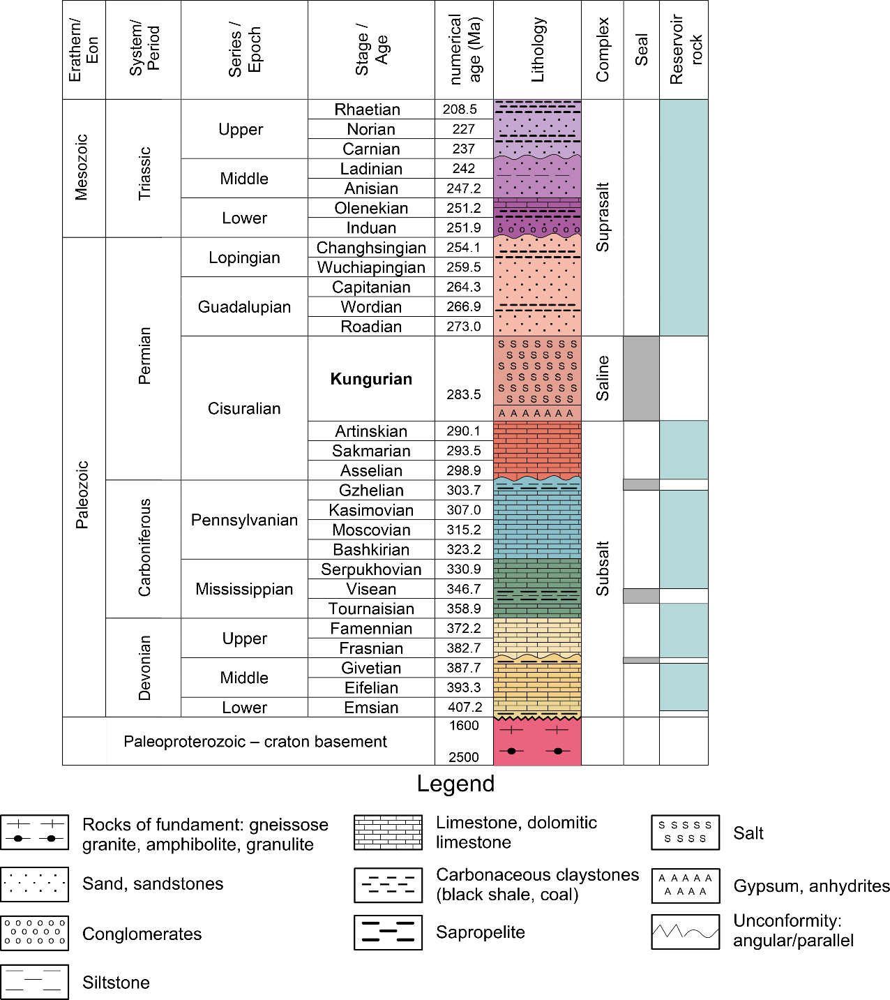 Erathern/
Eon
System/
Period
Series /
Epoch
Stage /
Age
numerical
age (Ma)
Lithology
Complex
Seal
Reservoir
rock
Mesozoic
Triassic
Upper
Rhaetian 208.5
Norian 227
Carnian 237
Middle
Ladinian 242
Anisian 247.2
Lower
Olenekian 251.2
Induan 251.9
Suprasalt
Paleozoic
Permian
Lopingian
Changhsingian 254.1
Wuchiapingian 259.5
Guadalupian
Capitanian 264.3
Wordian 266.9
Roadian 273.0
Cisuralian
Kungurian 283.5
Saline
Artinskian 290.1
Sakmarian 293.5
Asselian 298.9
Subsalt
Carboniferous
Pennsylvanian
Gzhelian 303.7
Kasimovian 307.0
Moscovian 315.2
Bashkirian 323.2
Mississippian
Serpukhovian 330.9
Visean 346.7
Tournaisian 358.9
Devonian
Upper
Famennian 372.2
Frasnian 382.7
Middle
Givetian 387.7
Eifelian 393.3
Lower
Emsian 407.2
Paleoproterozoic – craton basement
1600
2500
Legend
Rocks of fundament: gneissose
granite, amphibolite, granulite
Sand, sandstones
Conglomerates
Siltstone
Limestone, dolomitic
limestone
Carbonaceous claystones
(black shale, coal)
Sapropelite
S S S S S
S S S S
Salt
A A A A A
A A A A
Gypsum, anhydrites
Unconformity:
angular/parallel